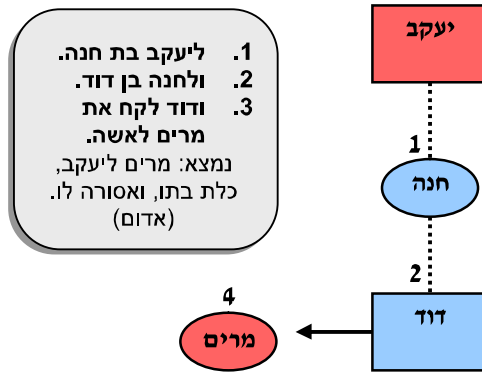 1. ליעקב בת חנה.
2. ולחנה בן דוד.
3. ודוד לקח את
מרים לאשה.
נמצא: מרים ליעקב,
כלת בתו, ואסורה לו.
(אדום)
יעקב
1
חנה
2
דוד
4
מרים